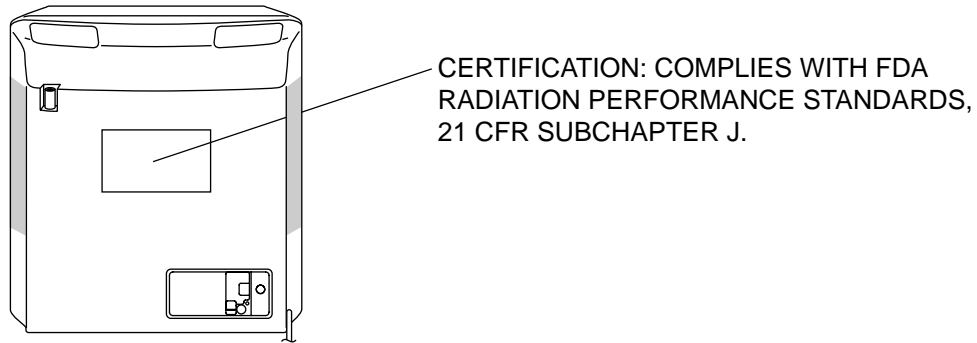 CERTIFICATION: COMPLIES WITH FDA
RADIATION PERFORMANCE STANDARDS,
21 CFR SUBCHAPTER J.